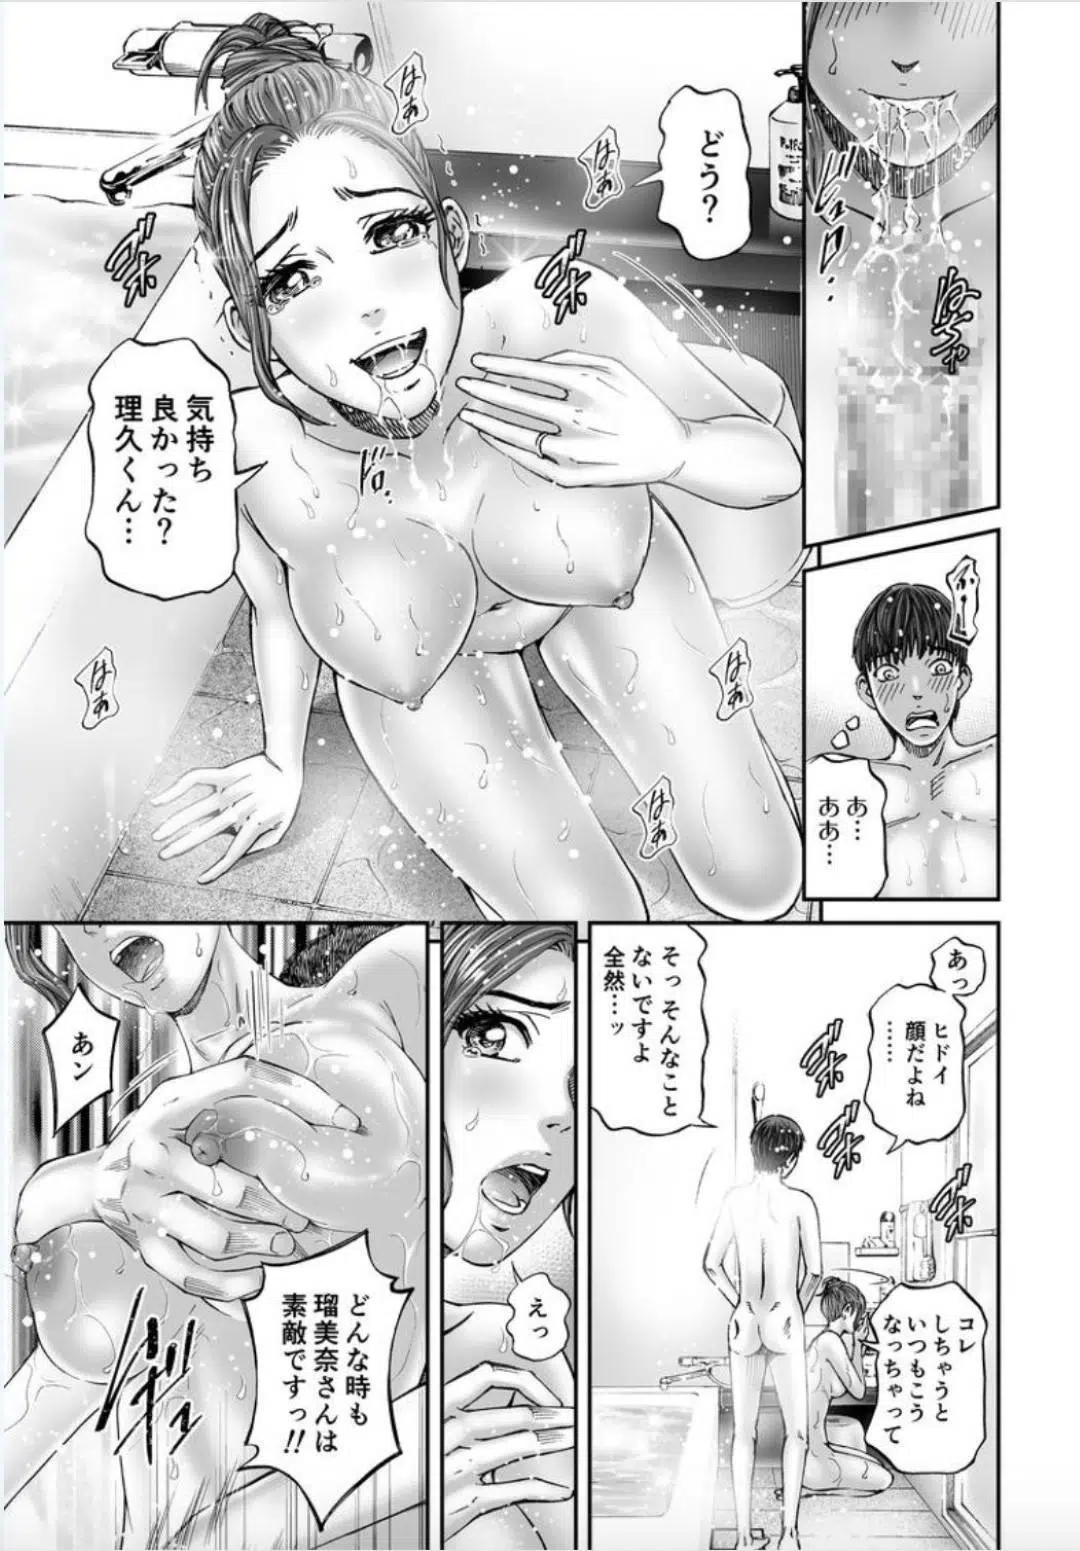 ビュロ
ばちゃ
どう？
はぁ
はぁ
ゴホ
ゴホ
気持ち
良かった？
理久くん…
ドロ
はぁ
はぁ
はぁ
あ…
ああ…
あっ
ヒドイ
顔だよね
……
そっ そんなこと
ないですよ
全然…ッ
ゴホ
ゴホ
ゴホ
コレ
しちゃうと
いつもこう
なっちゃって
えっ
あン
どんな時も
瑠美奈さんは
素敵ですっ!!
ギュ